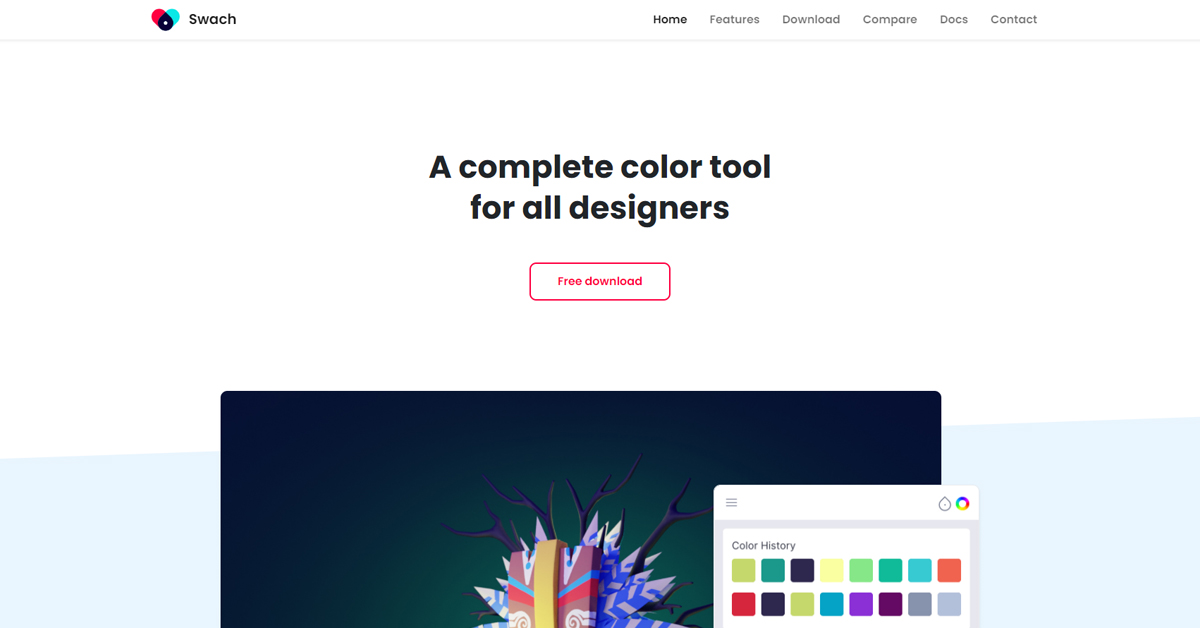 Swach
Home Features Download Compare Docs Contact
A complete color tool
for all designers
Free download
Color History